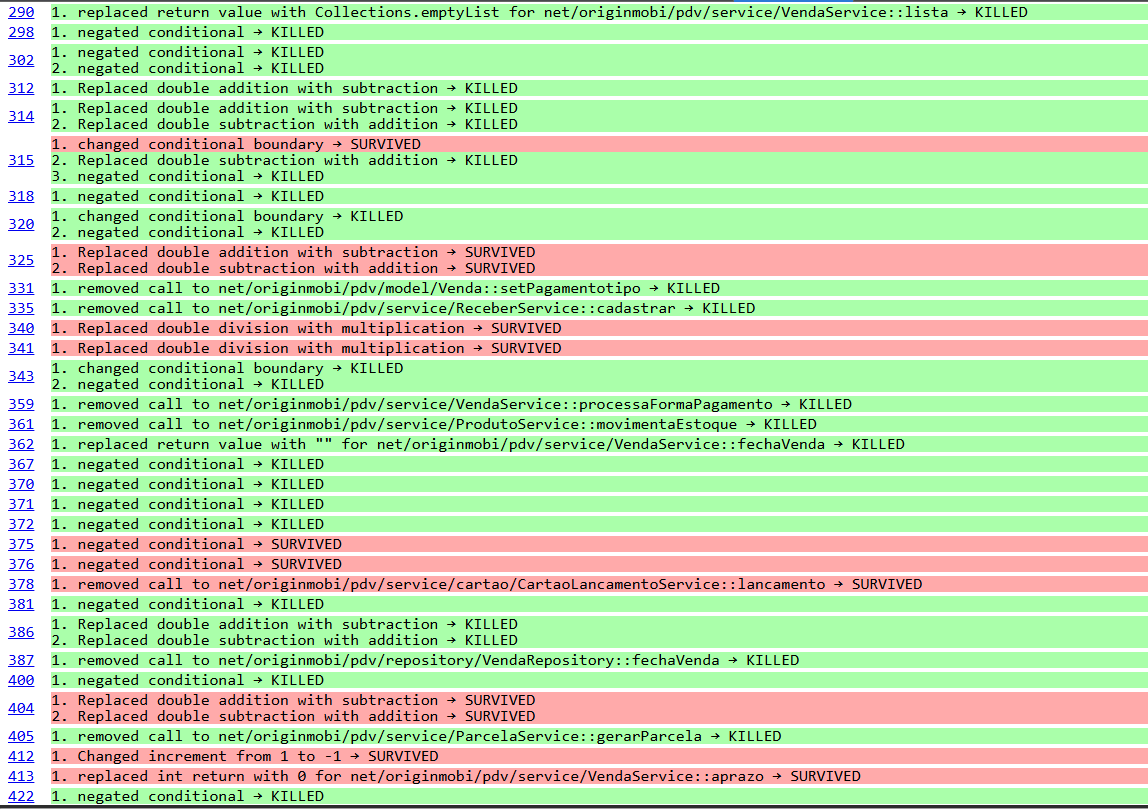 290 1. replaced return value with Collections.emptyList for net/originmobi/pdv/service/VendaService::lista → KILLED
298 1. negated conditional → KILLED
302 1. negated conditional → KILLED
2. negated conditional → KILLED
312 1. Replaced double addition with subtraction → KILLED
314 1. Replaced double addition with subtraction → KILLED
2. Replaced double subtraction with addition → KILLED
315 1. changed conditional boundary → SURVIVED
2. Replaced double subtraction with addition → KILLED
3. negated conditional → KILLED
318 1. negated conditional → KILLED
320 1. changed conditional boundary → KILLED
2. negated conditional → KILLED
325 1. Replaced double addition with subtraction → SURVIVED
2. Replaced double subtraction with addition → SURVIVED
331 1. removed call to net/originmobi/pdv/model/Venda::setPagamentotipo → KILLED
335 1. removed call to net/originmobi/pdv/service/ReceberService::cadastrar → KILLED
340 1. Replaced double division with multiplication → SURVIVED
341 1. Replaced double division with multiplication → SURVIVED
343 1. changed conditional boundary → KILLED
2. negated conditional → KILLED
359 1. removed call to net/originmobi/pdv/service/VendaService::processaFormaPagamento → KILLED
361 1. removed call to net/originmobi/pdv/service/ProdutoService::movimentaEstoque → KILLED
362 1. replaced return value with "" for net/originmobi/pdv/service/VendaService::fechaVenda → KILLED
367 1. negated conditional → KILLED
370 1. negated conditional → KILLED
371 1. negated conditional → KILLED
372 1. negated conditional → KILLED
375 1. negated conditional → SURVIVED
376 1. negated conditional → SURVIVED
378 1. removed call to net/originmobi/pdv/service/cartao/CartaoLancamentoService::lancamento → SURVIVED
381 1. negated conditional → KILLED
386 1. Replaced double addition with subtraction → KILLED
2. Replaced double subtraction with addition → KILLED
387 1. removed call to net/originmobi/pdv/repository/VendaRepository::fechaVenda → KILLED
400 1. negated conditional → KILLED
404 1. Replaced double addition with subtraction → SURVIVED
2. Replaced double subtraction with addition → SURVIVED
405 1. removed call to net/originmobi/pdv/service/ParcelaService::gerarParcela → KILLED
412 1. Changed increment from 1 to -1 → SURVIVED
413 1. replaced int return with 0 for net/originmobi/pdv/service/VendaService::aprazo → SURVIVED
422 1. negated conditional → KILLED